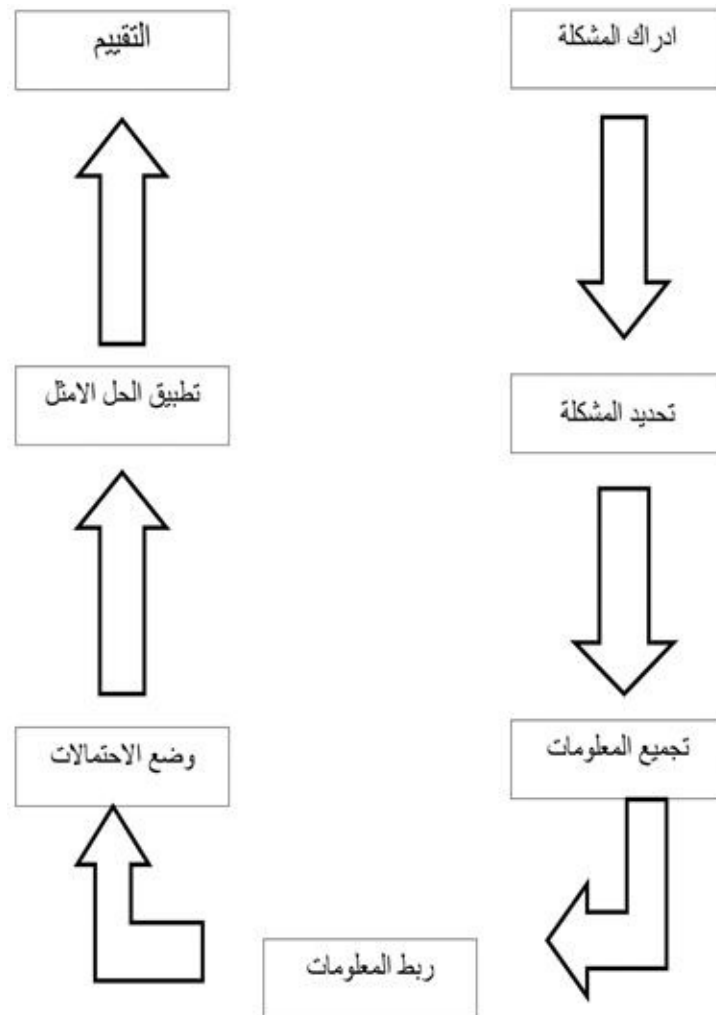 ادراك المشكلة
تحديد المشكلة
تجميع المعلومات
ربط المعلومات
وضع الاحتمالات
تطبيق الحل الامثل
التقييم